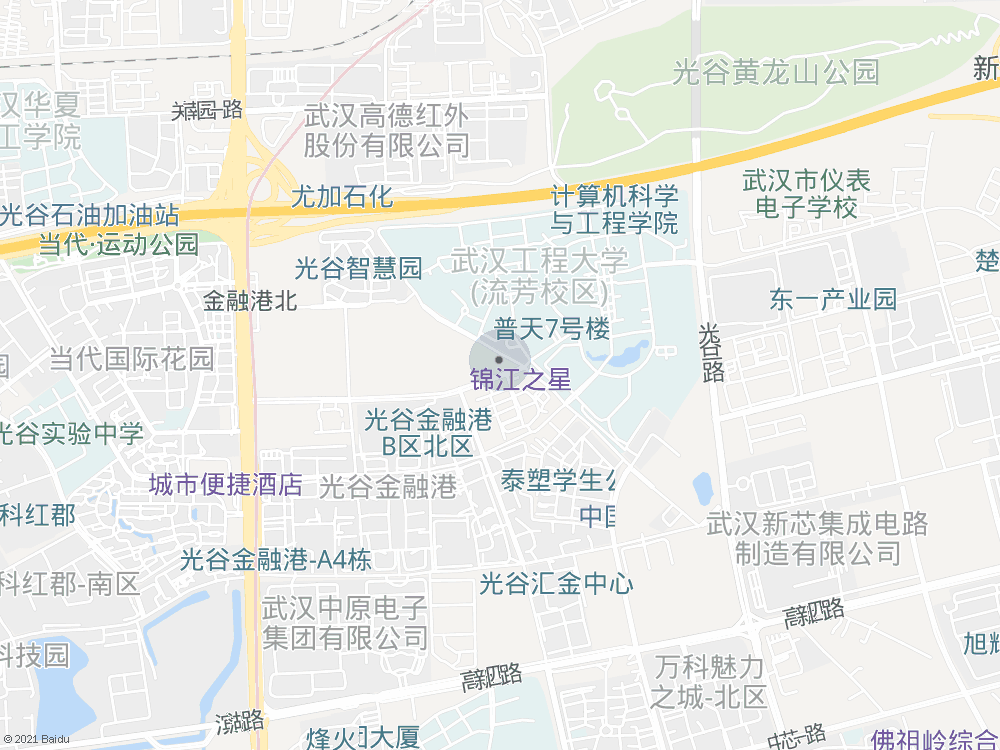 光谷黄龙山公园
新
汉华夏
工学院
关南园一路
武汉高德红外
股份有限公司
武汉市仪表
电子学校
尤加石化
计算机科学
与工程学院
光谷石油加油站
当代·运动公园
武汉工程大学
(流芳校区)
光谷智慧园
楚
金融港北
东一产业园
普天7号楼
光谷三路
园
当代国际花园
锦江之星
光谷金融港
B区北区
光谷实验中学
城市便捷酒店
光谷金融港
泰塑学生公
中国
科红郡
武汉新芯集成电路
制造有限公司
光谷金融港-A4栋
科红郡-南区
光谷汇金中心
武汉中原电子
集团有限公司
高新四路
旭辉
科技园
万科魅力
之城-北区
高新四路
烽火
大厦
一路
佛祖岭综合
© 2021 Baidu